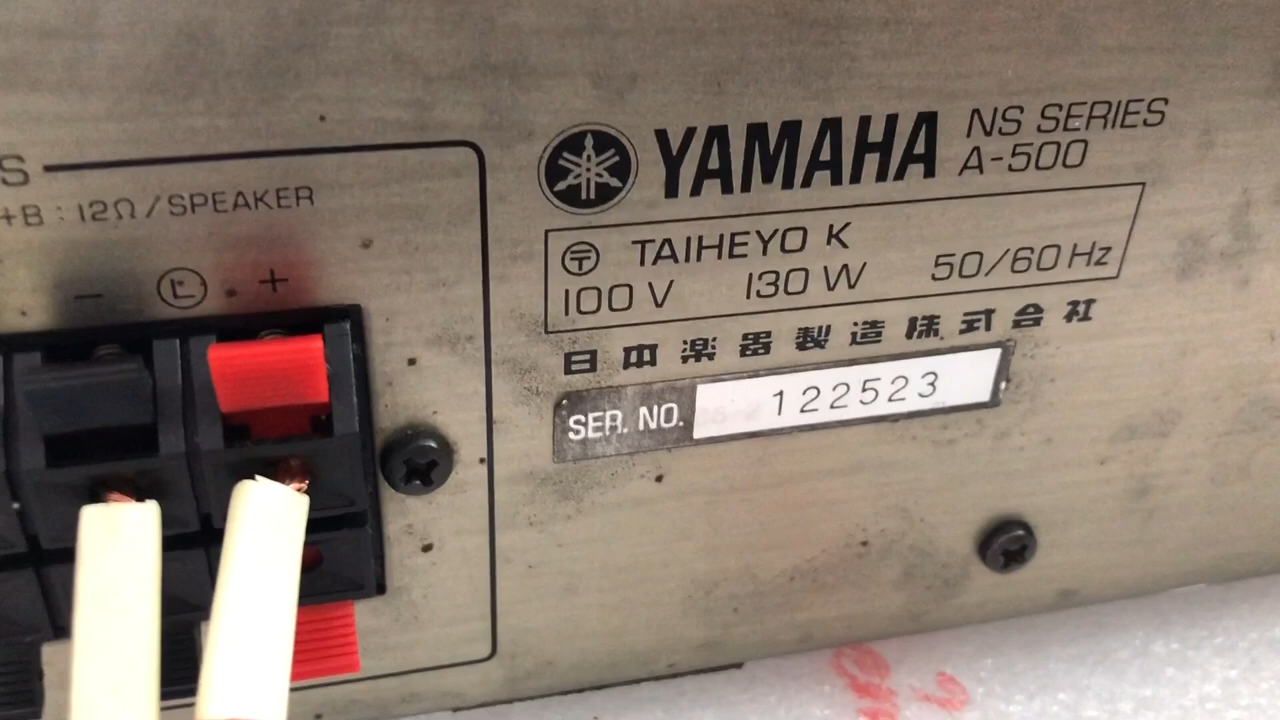 S
+B : 12Ω/SPEAKER
− L +
YAMAHA NS SERIES
A-500
〒 TAIHEYO K
100 V 130 W 50/60 Hz
日本楽器製造株式会社
SER. NO. 122523